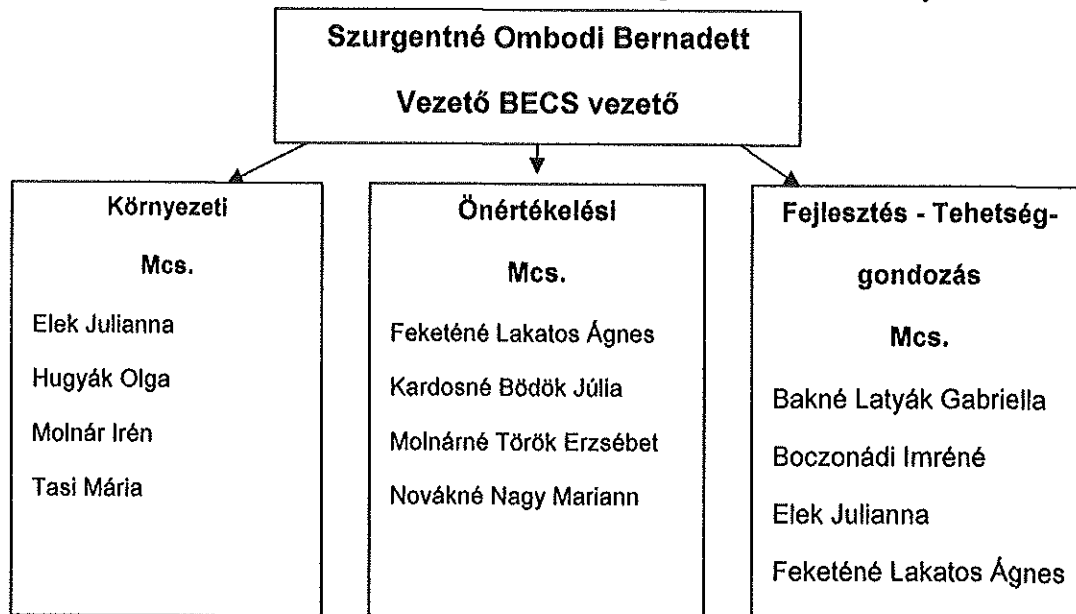 Szurgentné Ombodi Bernadett
Vezető BECS vezető
Környezeti
Mcs.
Elek Julianna
Hugyák Olga
Molnár Irén
Tasi Mária
Önértékelési
Mcs.
Feketéné Lakatos Ágnes
Kardosné Bödök Júlia
Molnárné Török Erzsébet
Novákné Nagy Mariann
Fejlesztés - Tehetség-
gondozás
Mcs.
Bakné Latyák Gabriella
Boczonádi Imréné
Elek Julianna
Feketéné Lakatos Ágnes